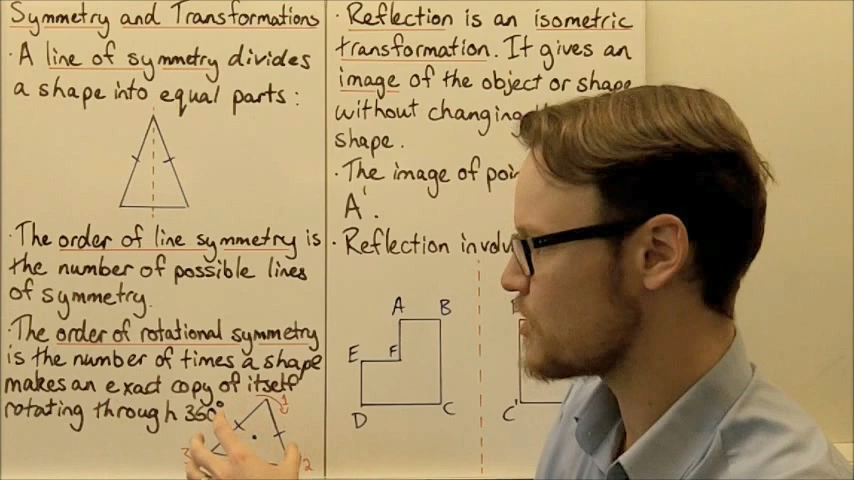 Symmetry and Transformations
· A line of symmetry divides
a shape into equal parts:
· The order of line symmetry is
the number of possible lines
of symmetry.
· The order of rotational symmetry
is the number of times a shape
makes an exact copy of itself
rotating through 360°
1
2
· Reflection is an isometric
transformation. It gives an
image of the object or shape
without changing
shape.
· The image of
A'.
· Reflection
A B
E F
D C
C'